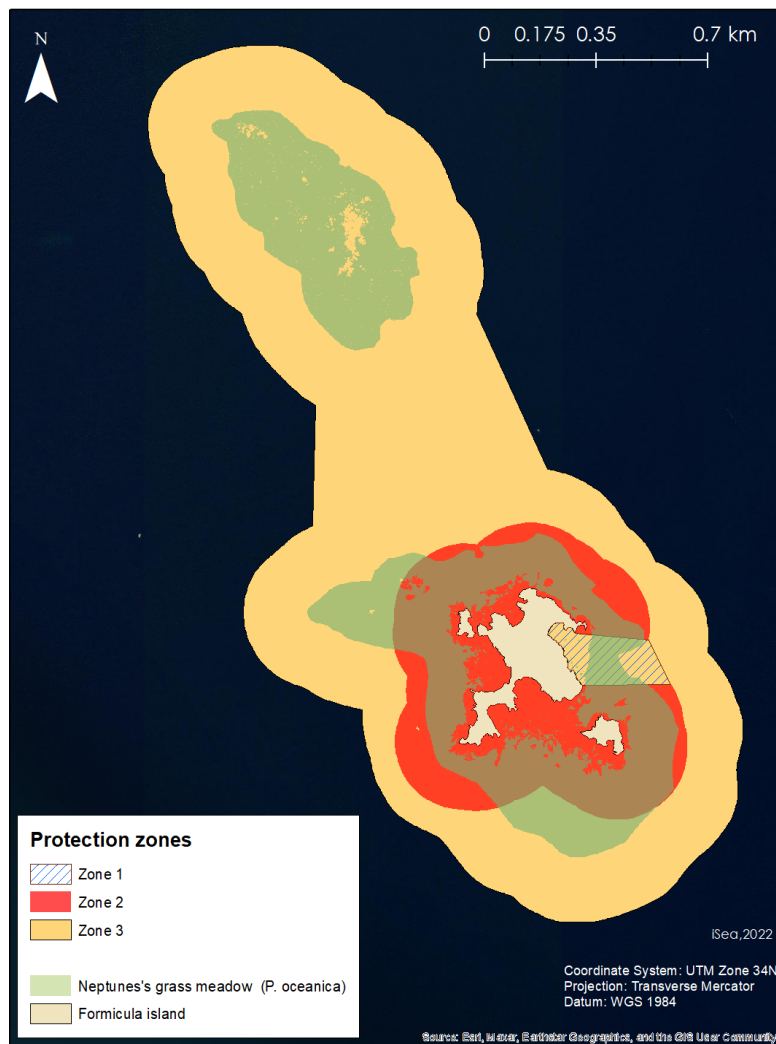 N
0 0.175 0.35 0.7 km
Protection zones
Zone 1
Zone 2
Zone 3
Neptunes's grass meadow (P. oceanica)
Formicula island
iSea,2022
Coordinate System: UTM Zone 34N
Projection: Transverse Mercator
Datum: WGS 1984
Source: Esri, Maxar, Earthstar Geographics, and the GIS User Community